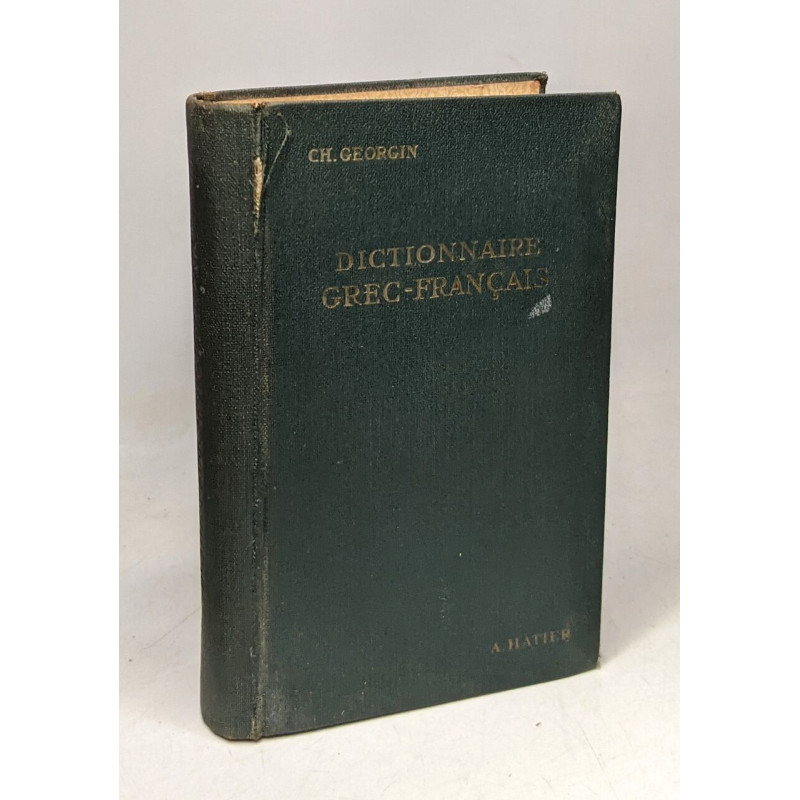 CH. GEORGIN
DICTIONNAIRE
GREC-FRANÇAIS
A. HATIER